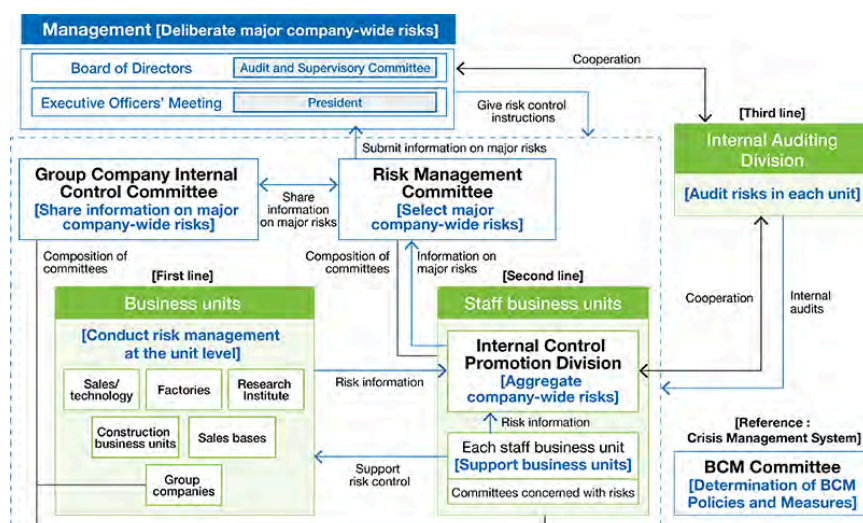 Management [Deliberate major company-wide risks]
Board of Directors
Audit and Supervisory Committee
Executive Officers' Meeting
President
Cooperation
Give risk control
instructions
[Third line]
Internal Auditing
Division
[Audit risks in each unit]
Submit information on major risks
Group Company Internal
Control Committee
[Share information on major
company-wide risks]
Share
information
on major risks
Risk Management
Committee
[Select major
company-wide risks]
Composition of
committees
[First line]
Composition of
committees
Information on
major risks
[Second line]
Business units
[Conduct risk management
at the unit level]
Sales/
technology
Factories
Research
Institute
Construction
business units
Sales bases
Group
companies
Risk information
Support
risk control
Staff business units
Internal Control
Promotion Division
[Aggregate
company-wide risks]
Risk information
Each staff business unit
[Support business units]
Committees concerned with risks
Cooperation
Internal
audits
[Reference :
Crisis Management System]
BCM Committee
[Determination of BCM
Policies and Measures]